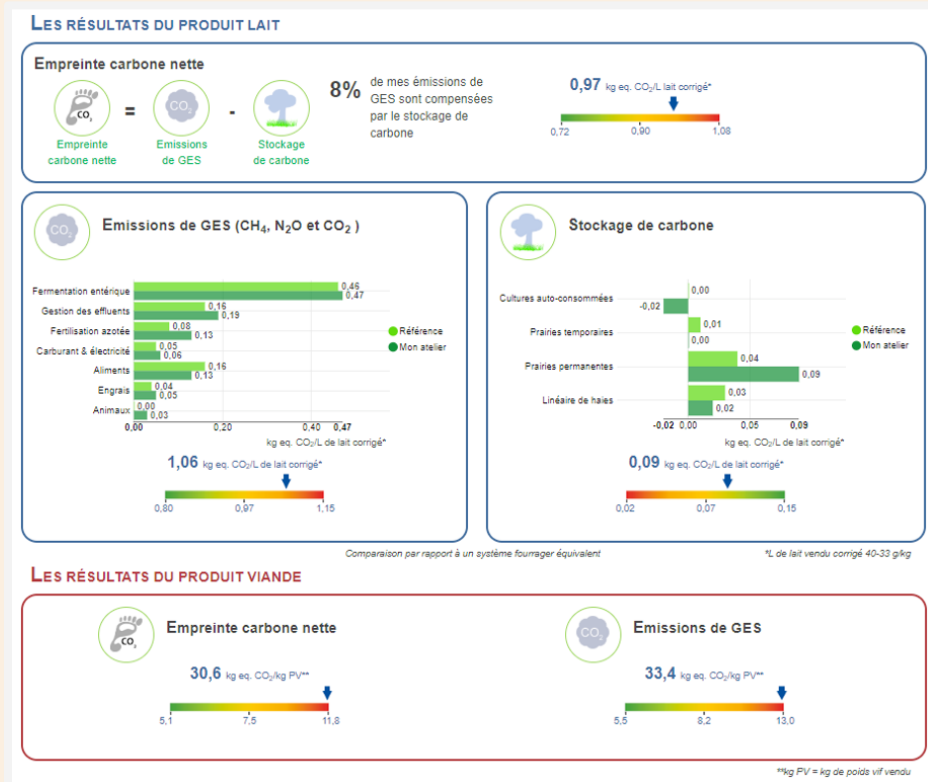 LES RÉSULTATS DU PRODUIT LAIT
Empreinte carbone nette
CO₂
=
CO₂
-
Empreinte
carbone nette
Emissions
de GES
Stockage
de carbone
8%
de mes émissions de
GES sont compensées
par le stockage de
carbone
0,97 kg eq. CO₂/L lait corrigé*
0,72
0,90
1,08
CO₂
Emissions de GES (CH₄, N₂O et CO₂ )
Fermentation entérique
0,46
0,47
Gestion des effluents
0,16
0,19
Fertilisation azotée
0,08
0,13
Carburant & électricité
0,05
0,06
Aliments
0,16
0,13
Engrais
0,04
0,05
Animaux
0,00
0,03
0,00
0,20
0,40
0,47
Référence
Mon atelier
kg eq. CO₂/L de lait corrigé*
1,06 kg eq. CO₂/L de lait corrigé*
0,80
0,97
1,15
Stockage de carbone
Cultures auto-consommées
0,00
-0,02
Prairies temporaires
0,01
0,00
Prairies permanentes
0,04
0,09
Linéaire de haies
0,03
0,02
-0,02
0,00
0,05
0,09
Référence
Mon atelier
kg eq. CO₂/L de lait corrigé*
0,09 kg eq. CO₂/L de lait corrigé*
0,02
0,07
0,15
Comparaison par rapport à un système fourrager équivalent
*L de lait vendu corrigé 40-33 g/kg
LES RÉSULTATS DU PRODUIT VIANDE
CO₂
Empreinte carbone nette
30,6 kg eq. CO₂/kg PV**
5,1
7,5
11,8
CO₂
Emissions de GES
33,4 kg eq. CO₂/kg PV**
5,5
8,2
13,0
**kg PV = kg de poids vif vendu